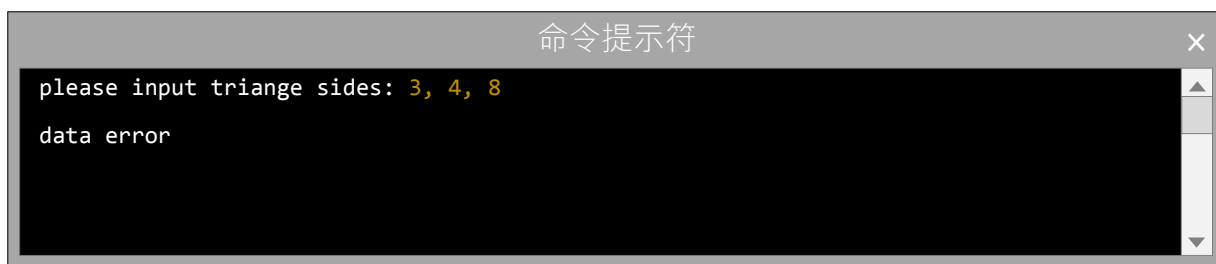 命令提示符
please input triange sides: 3, 4, 8
data error